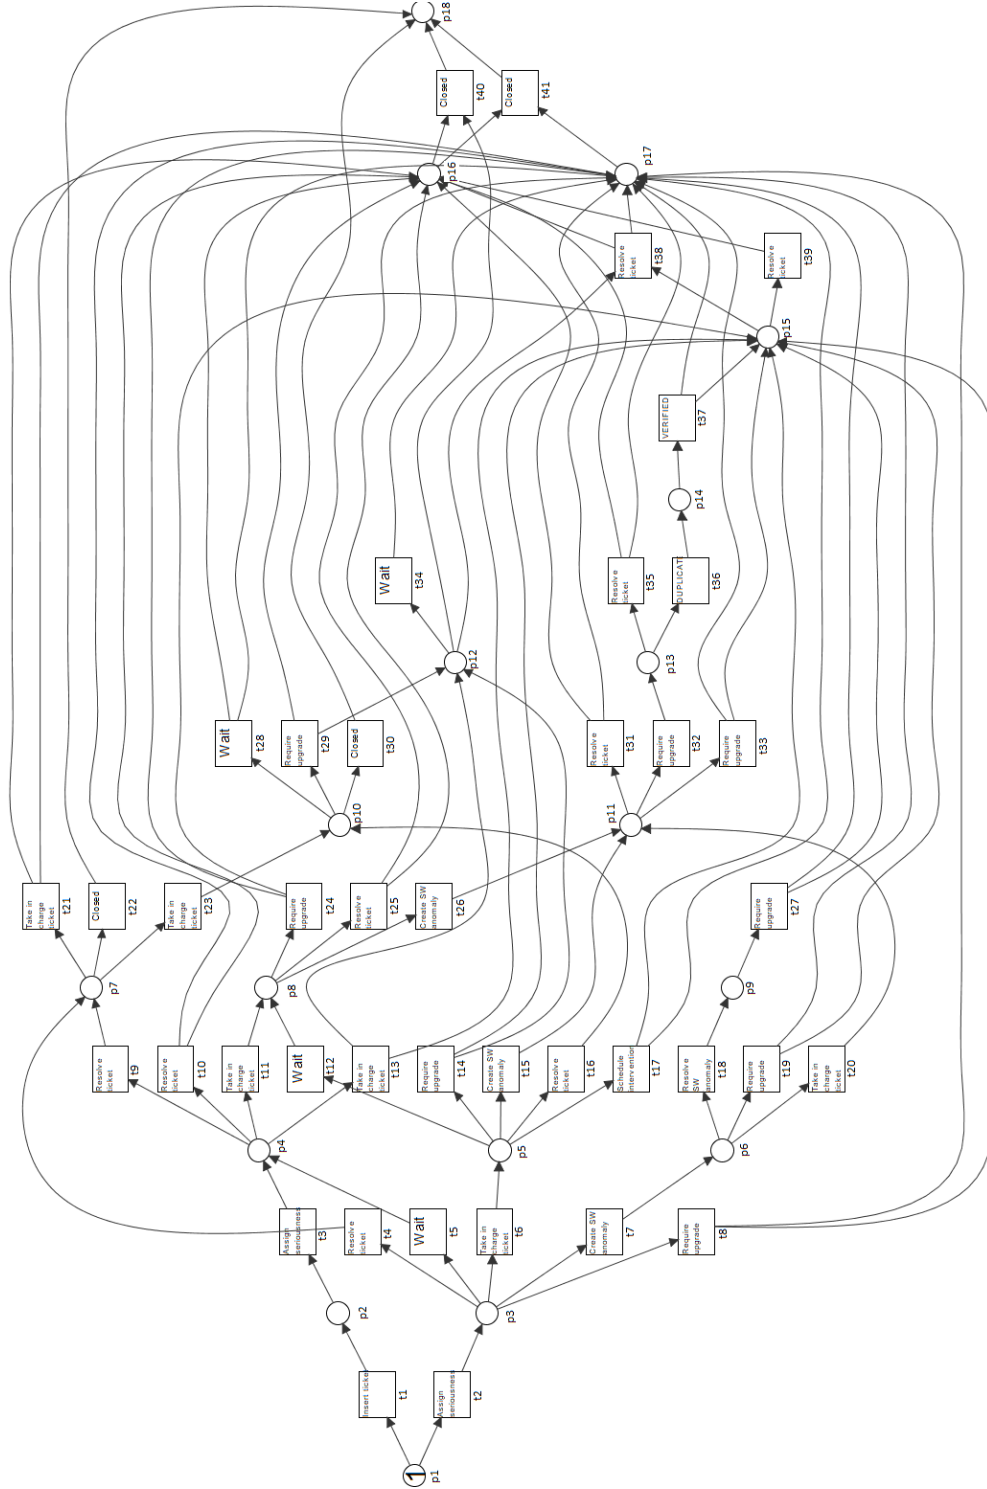 p18
Closed
t40
Closed
t41
p16
p17
Resolve
ticket
t38
Resolve
ticket
t39
p15
VERIFIED
t37
p14
Wait
t34
Resolve
ticket
t35
DUPLICAT
t36
p12
p13
Wait
t28
Require
upgrade
t29
Closed
t30
Resolve
ticket
t31
Require
upgrade
t32
Require
upgrade
t33
p10
p11
Take in
charge
ticket
t21
Closed
t22
Take in
charge
ticket
t23
Require
upgrade
t24
Resolve
ticket
t25
Create SW
anomaly
t26
Require
upgrade
t27
p7
p8
p9
Resolve
ticket
t9
Resolve
ticket
t10
Take in
charge
ticket
t11
Wait
t12
Take in
charge
ticket
t13
Require
upgrade
t14
Create SW
anomaly
t15
Resolve
ticket
t16
Schedule
intervention
t17
Resolve
SW
anomaly
t18
Require
upgrade
t19
Take in
charge
ticket
t20
p4
p5
p6
Assign
seriousness
t3
Resolve
ticket
t4
Wait
t5
Take in
charge
ticket
t6
Create SW
anomaly
t7
Require
upgrade
t8
p2
p3
Insert ticke
t1
Assign
seriousness
t2
1
p1